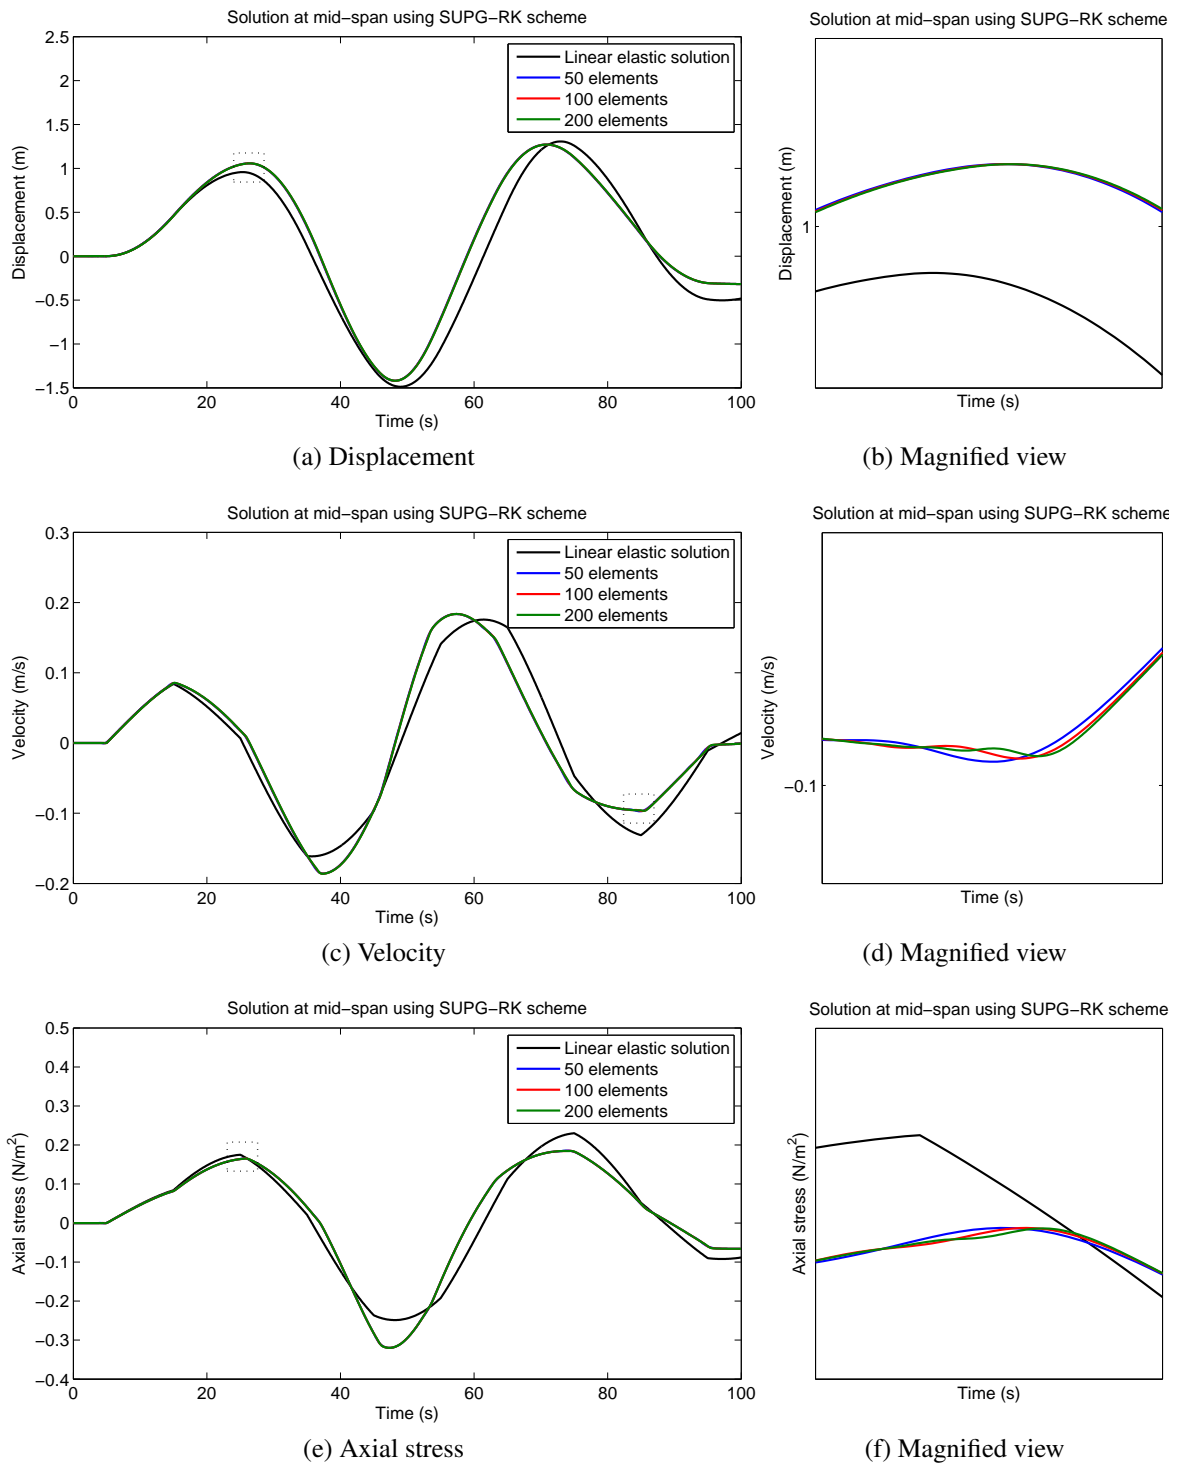 Solution at mid−span using SUPG−RK scheme
Linear elastic solution
50 elements
100 elements
200 elements
2.5
2
1.5
1
0.5
0
−0.5
−1
−1.5
Displacement (m)
0 20 40 60 80 100
Time (s)
(a) Displacement
Solution at mid−span using SUPG−RK scheme
1
Displacement (m)
Time (s)
(b) Magnified view
Solution at mid−span using SUPG−RK scheme
Linear elastic solution
50 elements
100 elements
200 elements
0.3
0.2
0.1
0
−0.1
−0.2
Velocity (m/s)
0 20 40 60 80 100
Time (s)
(c) Velocity
Solution at mid−span using SUPG−RK scheme
−0.1
Velocity (m/s)
Time (s)
(d) Magnified view
Solution at mid−span using SUPG−RK scheme
Linear elastic solution
50 elements
100 elements
200 elements
0.5
0.4
0.3
0.2
0.1
0
−0.1
−0.2
−0.3
−0.4
Axial stress (N/m²)
0 20 40 60 80 100
Time (s)
(e) Axial stress
Solution at mid−span using SUPG−RK scheme
Axial stress (N/m²)
Time (s)
(f) Magnified view